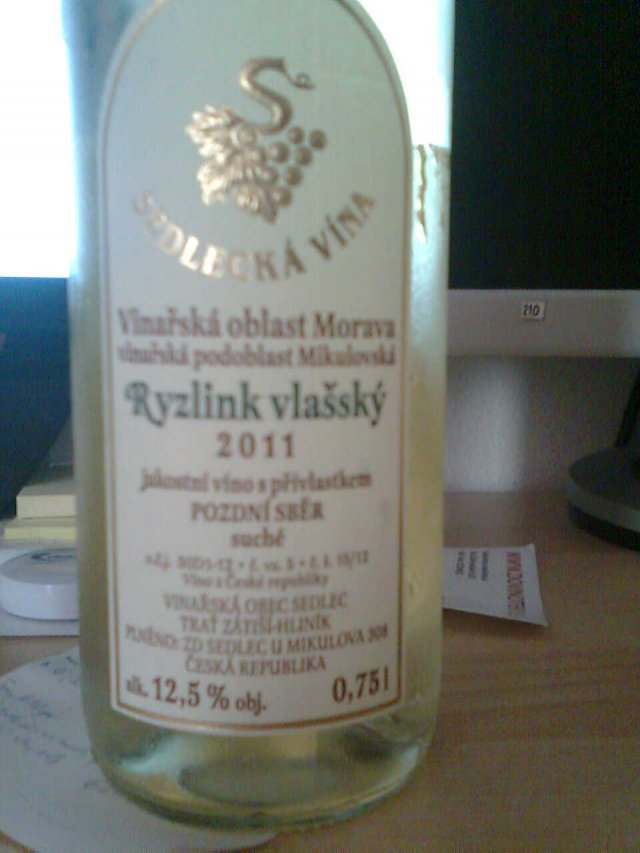 SEDLECKÁ VÍNA
Vinařská oblast Morava
vinařská podoblast Mikulovská
Ryzlink vlašský
2011
Jakostní víno s přívlastkem
POZDNÍ SBĚR
suché
Víno z České republiky
VINAŘSKÁ OBEC SEDLEC
TRAŤ ZÁTIŠÍ-HLINÍK
PLNĚNO: ZD SEDLEC U MIKULOVA 308
ČESKÁ REPUBLIKA
alk. 12,5 % obj. 0,75 l
210